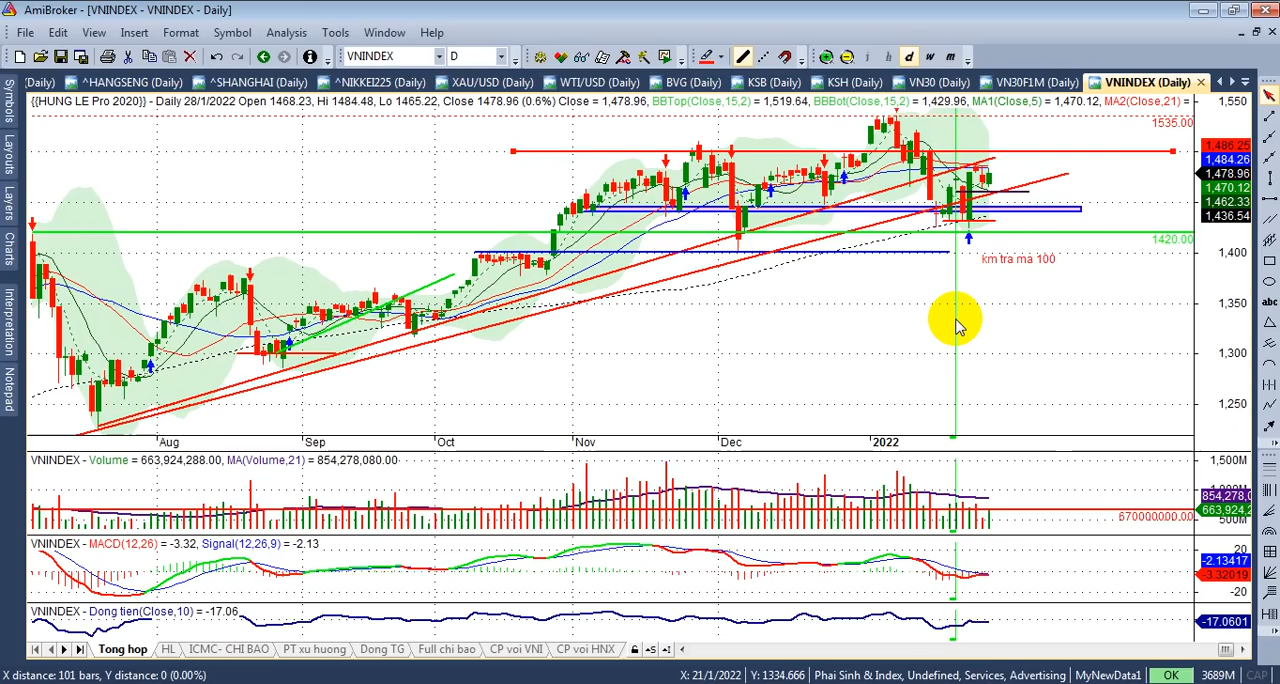 AmiBroker - [VNINDEX - VNINDEX - Daily]
File Edit View Insert Format Symbol Analysis Tools Window Help
VNINDEX D d w m
(Daily) ^HANGSENG (Daily) ^SHANGHAI (Daily) ^NIKKEI225 (Daily) XAU/USD (Daily) WTI/USD (Daily) BVG (Daily) KSB (Daily) KSH (Daily) VN30 (Daily) VN30F1M (Daily) VNINDEX (Daily)
{{HUNG LE Pro 2020}} - Daily 28/1/2022 Open 1468.23, Hi 1484.48, Lo 1465.22, Close 1478.96 (0.6%) Close = 1,478.96, BBTop(Close,15,2) = 1,519.64, BBBot(Close,15,2) = 1,429.96, MA1(Close,5) = 1,470.12, MA2(Close,21) =
1,550
1535.00
1,486.25
1,484.26
1,478.96
1,470.12
1,462.33
1,436.54
1420.00
1,400
km tra ma 100
1,350
1,300
1,250
Aug Sep Oct Nov Dec 2022
VNINDEX - Volume = 663,924,288.00, MA(Volume,21) = 854,278,080.00
1,500M
854,278,0
663,924,2
670000000.00
500M
VNINDEX - MACD(12,26) = -3.32, Signal(12,26,9) = -2.13
20
-2.13417
-3.32019
-20
VNINDEX - Dong tien(Close,10) = -17.06
-17.0601
Tong hop HL ICMC- CHI BAO PT xu huong Dong TG Full chi bao CP voi VNI CP voi HNX
X distance: 101 bars, Y distance: 0 (0.00%) X: 21/1/2022 Y: 1334.666 Phai Sinh & Index, Undefined, Services, Advertising MyNewData1 OK 3689M CAP
Symbols
Layouts
Layers
Charts
Interpretation
Notepad
abc